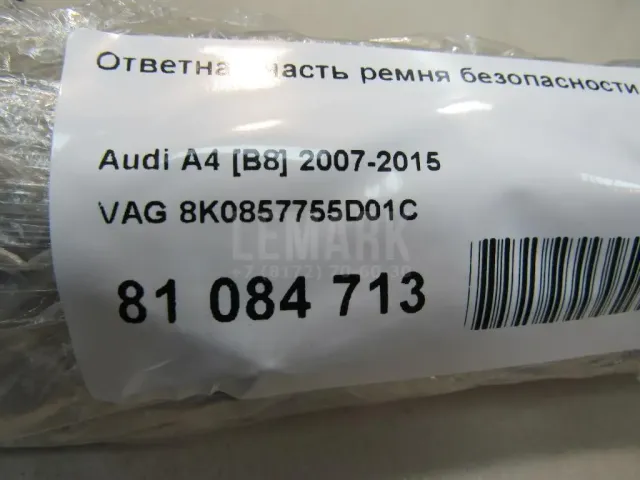 Ответная часть ремня безопасности
Audi A4 [B8] 2007-2015
VAG 8K0857755D01C
LEMARK
81 084 713